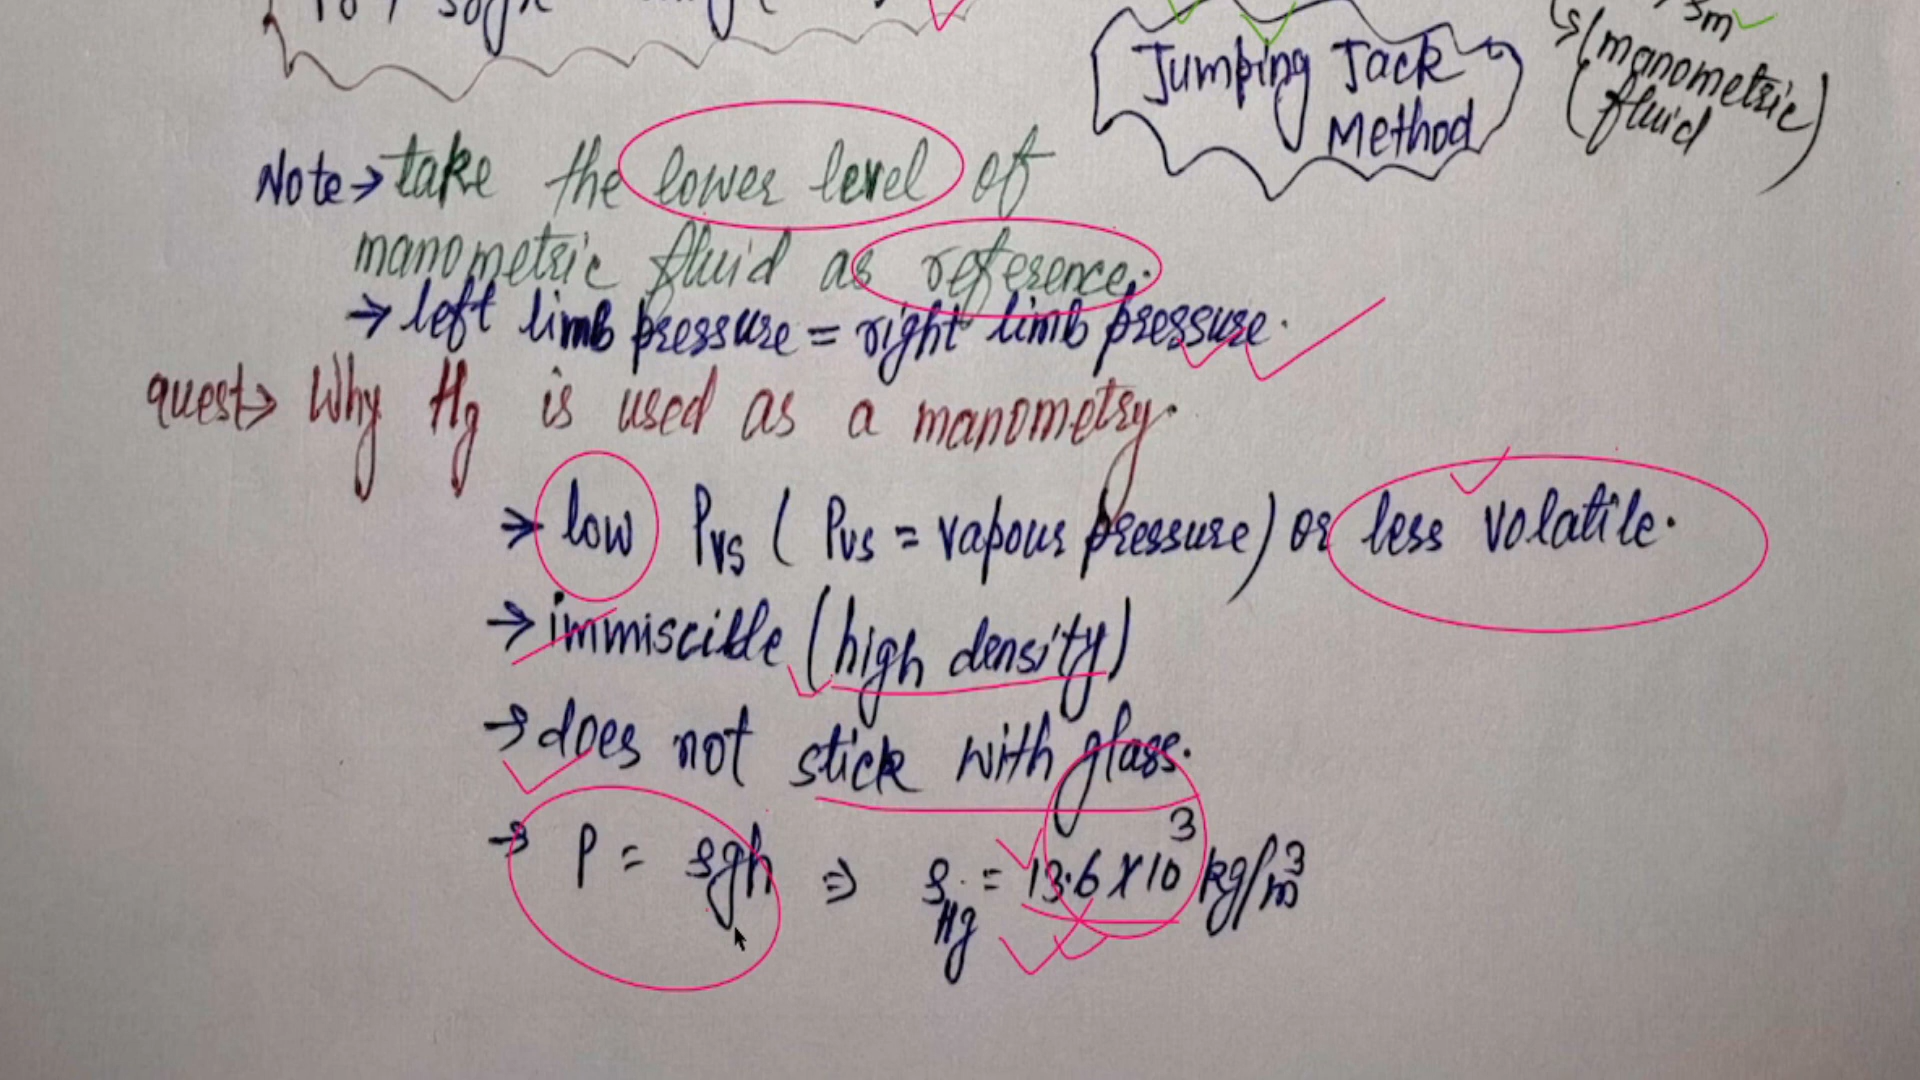 Jumping Jack
Method
3m
(manometric
fluid)
Note → take the lower level of
manometric fluid as reference.
→ left limb pressure = right limb pressure.
quest → Why Hg is used as a manometry.
→ low Pvs (Pvs = vapour pressure) or less volatile.
→ immiscible (high density)
→ does not stick with glass.
→ P = ρgh ⇒ ρHg = 13.6 × 10³ kg/m³